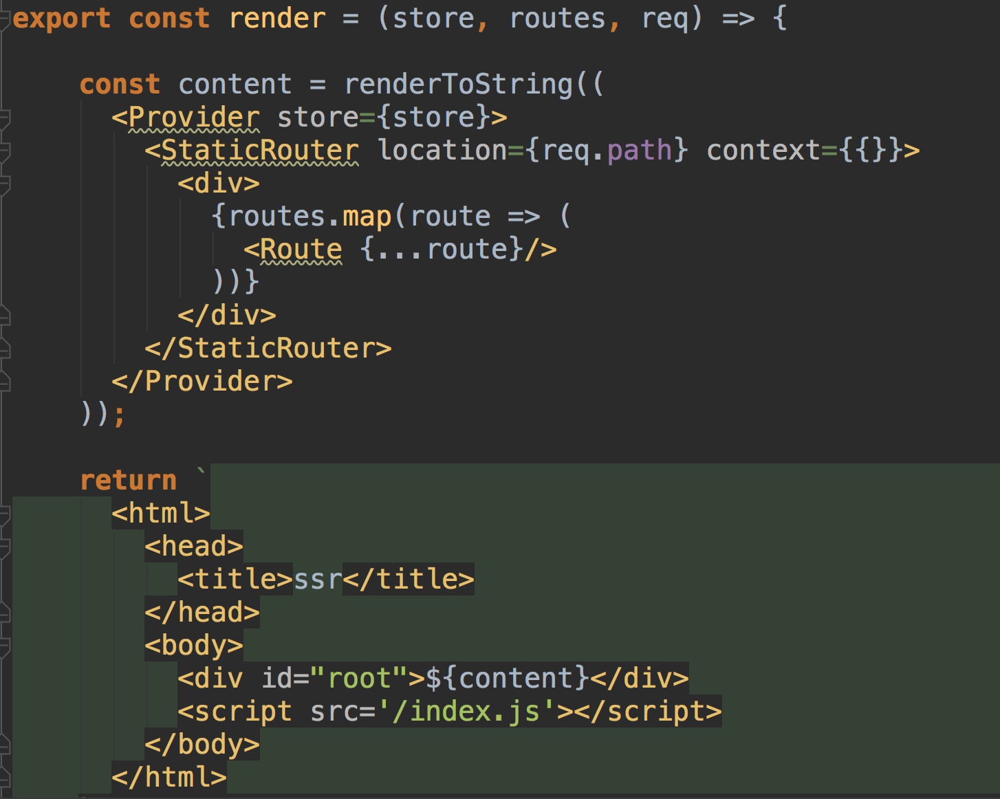 export const render = (store, routes, req) => {
const content = renderToString((
<Provider store={store}>
<StaticRouter location={req.path} context={{}}>
<div>
{routes.map(route => (
<Route {...route}/>
))}
</div>
</StaticRouter>
</Provider>
));
return `
<html>
<head>
<title>ssr</title>
</head>
<body>
<div id="root">${content}</div>
<script src='/index.js'></script>
</body>
</html>